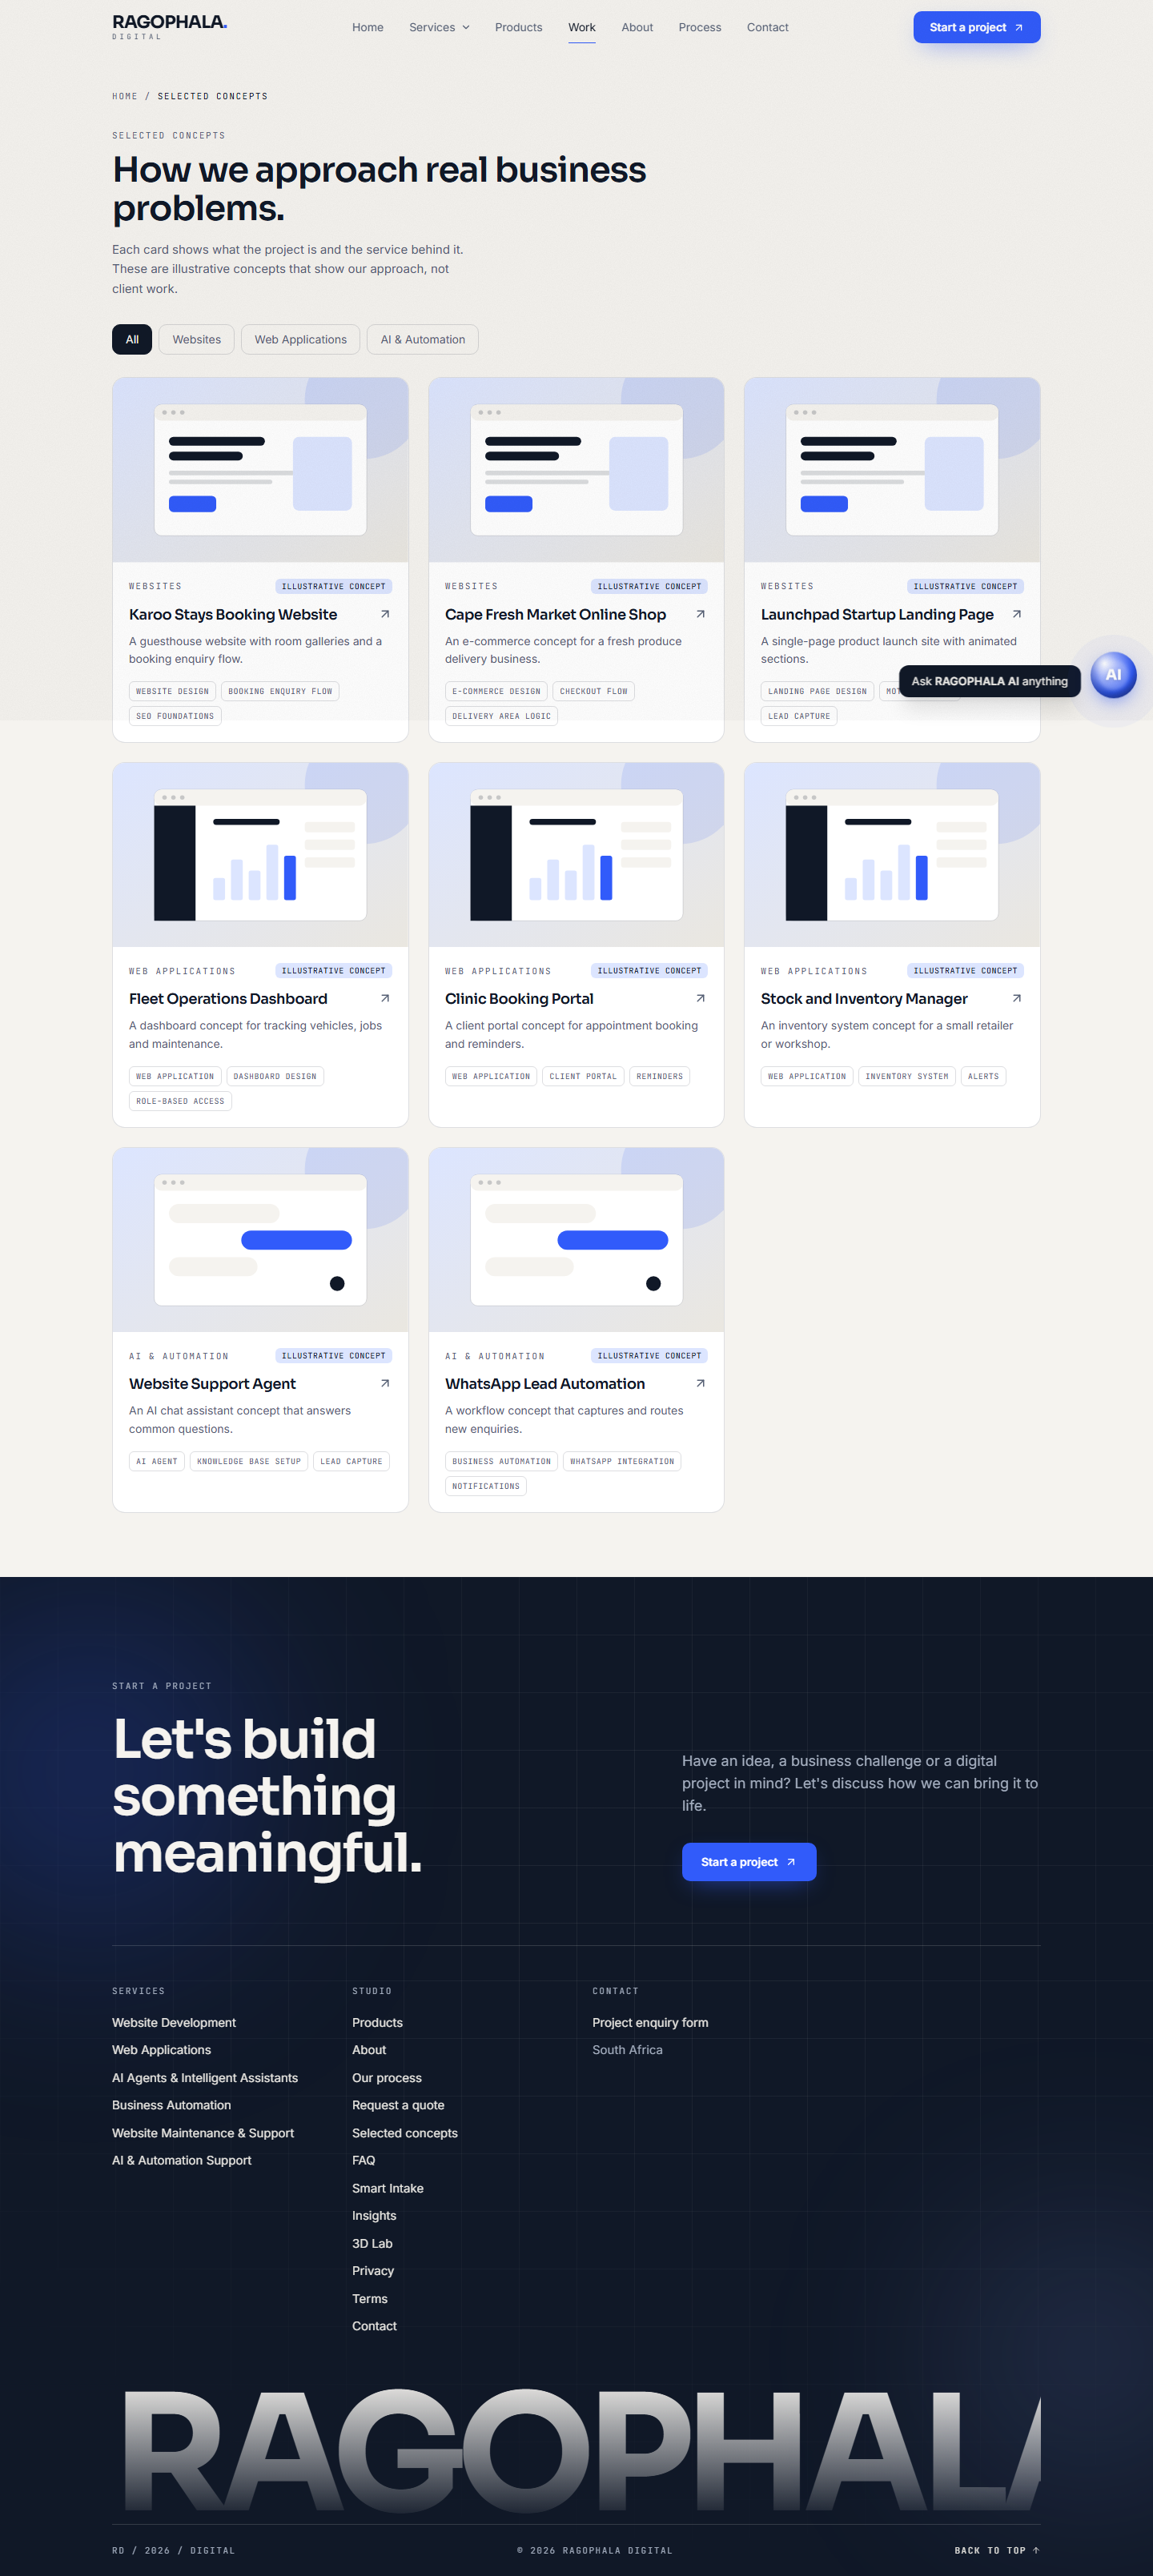 RAGOPHALA.
DIGITAL
Home
Services
Products
Work
About
Process
Contact
Start a project
HOME / SELECTED CONCEPTS
SELECTED CONCEPTS
How we approach real business
problems.
Each card shows what the project is and the service behind it.
These are illustrative concepts that show our approach, not
client work.
All
Websites
Web Applications
AI & Automation
WEBSITES
ILLUSTRATIVE CONCEPT
Karoo Stays Booking Website
A guesthouse website with room galleries and a
booking enquiry flow.
WEBSITE DESIGN
BOOKING ENQUIRY FLOW
SEO FOUNDATIONS
WEBSITES
ILLUSTRATIVE CONCEPT
Cape Fresh Market Online Shop
An e-commerce concept for a fresh produce
delivery business.
E-COMMERCE DESIGN
CHECKOUT FLOW
DELIVERY AREA LOGIC
WEBSITES
ILLUSTRATIVE CONCEPT
Launchpad Startup Landing Page
A single-page product launch site with animated
sections.
LANDING PAGE DESIGN
LEAD CAPTURE
Ask RAGOPHALA AI anything
AI
WEB APPLICATIONS
ILLUSTRATIVE CONCEPT
Fleet Operations Dashboard
A dashboard concept for tracking vehicles, jobs
and maintenance.
WEB APPLICATION
DASHBOARD DESIGN
ROLE-BASED ACCESS
WEB APPLICATIONS
ILLUSTRATIVE CONCEPT
Clinic Booking Portal
A client portal concept for appointment booking
and reminders.
WEB APPLICATION
CLIENT PORTAL
REMINDERS
WEB APPLICATIONS
ILLUSTRATIVE CONCEPT
Stock and Inventory Manager
An inventory system concept for a small retailer
or workshop.
WEB APPLICATION
INVENTORY SYSTEM
ALERTS
AI & AUTOMATION
ILLUSTRATIVE CONCEPT
Website Support Agent
An AI chat assistant concept that answers
common questions.
AI AGENT
KNOWLEDGE BASE SETUP
LEAD CAPTURE
AI & AUTOMATION
ILLUSTRATIVE CONCEPT
WhatsApp Lead Automation
A workflow concept that captures and routes
new enquiries.
BUSINESS AUTOMATION
WHATSAPP INTEGRATION
NOTIFICATIONS
START A PROJECT
Let's build
something
meaningful.
Have an idea, a business challenge or a digital
project in mind? Let's discuss how we can bring it to
life.
Start a project
SERVICES
Website Development
Web Applications
AI Agents & Intelligent Assistants
Business Automation
Website Maintenance & Support
AI & Automation Support
STUDIO
Products
About
Our process
Request a quote
Selected concepts
FAQ
Smart Intake
Insights
3D Lab
Privacy
Terms
Contact
CONTACT
Project enquiry form
South Africa
RAGOPHALA
RD / 2026 / DIGITAL
© 2026 RAGOPHALA DIGITAL
BACK TO TOP ↑